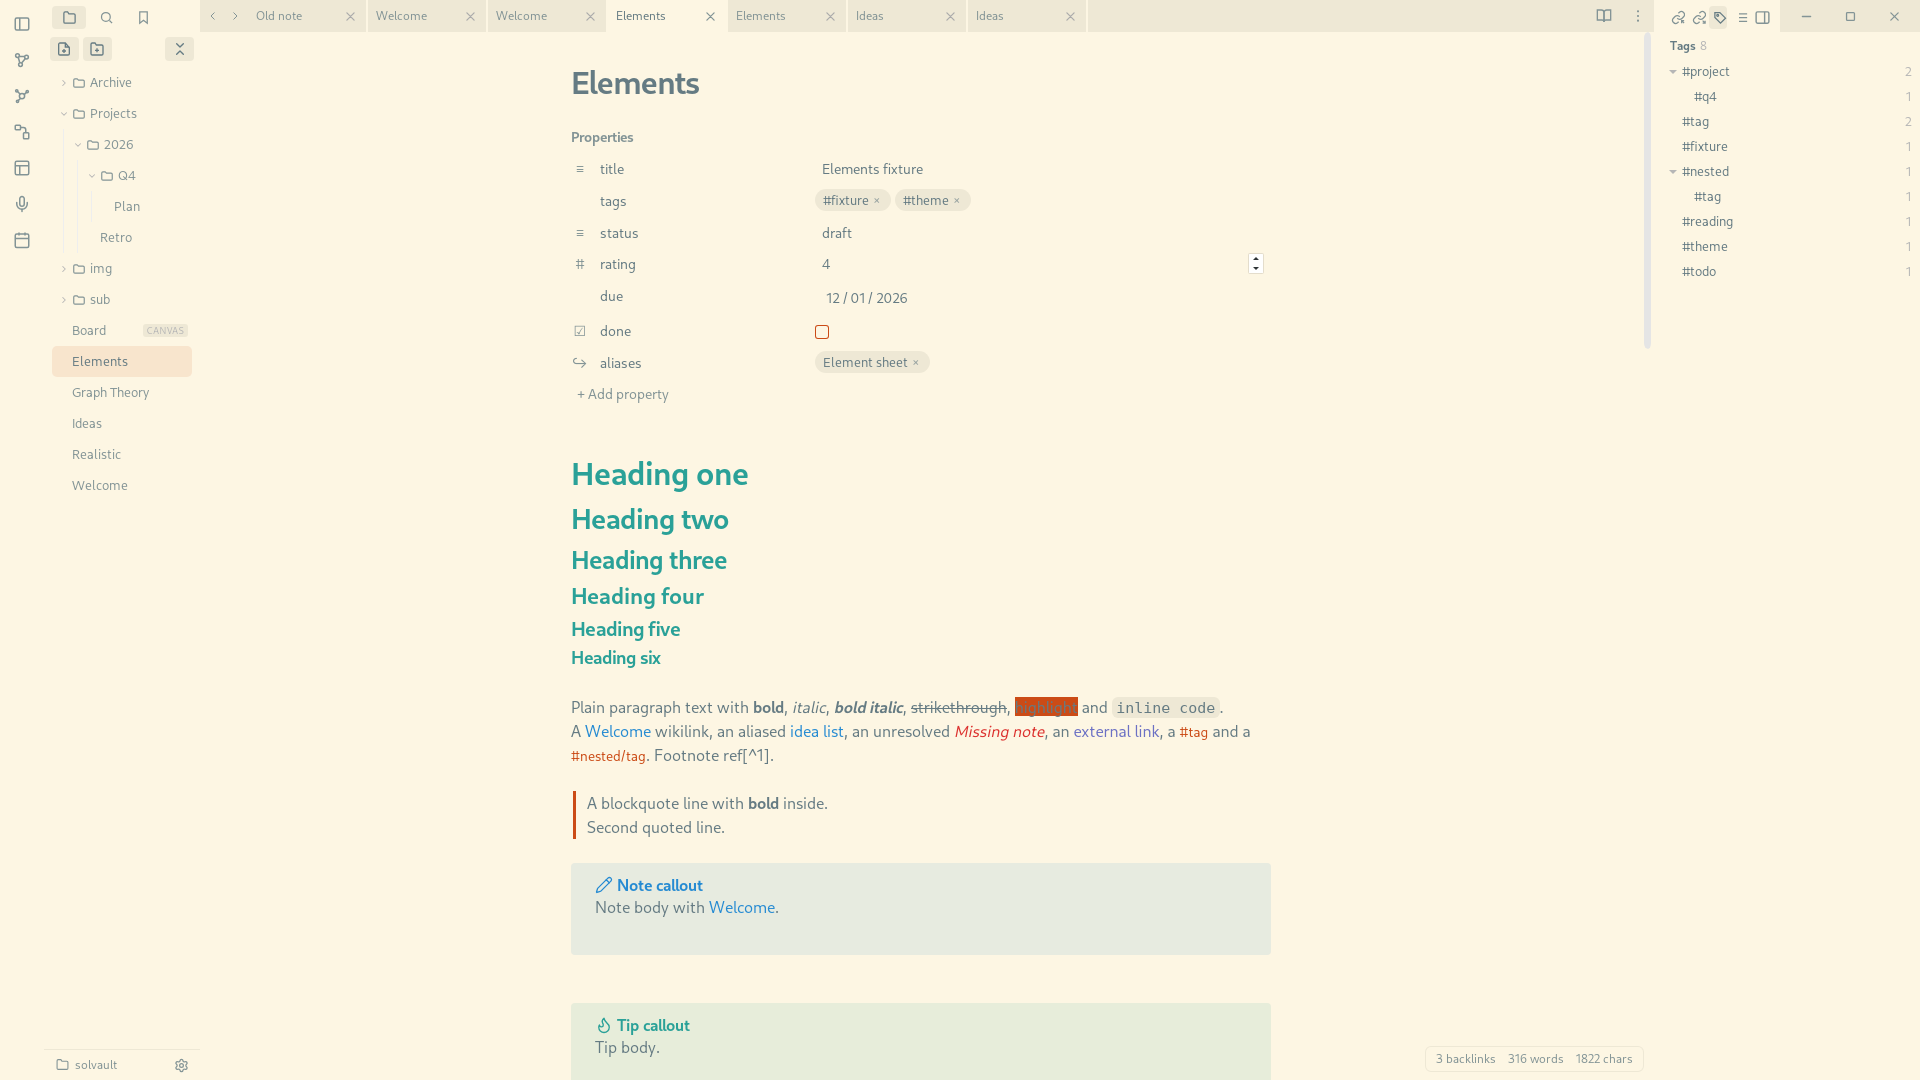 Old note
Welcome
Welcome
Elements
Elements
Ideas
Ideas
Archive
Projects
2026
Q4
Plan
Retro
img
sub
Board CANVAS
Elements
Graph Theory
Ideas
Realistic
Welcome
solvault
Elements
Properties
title Elements fixture
tags #fixture × #theme ×
status draft
rating 4
due 12 / 01 / 2026
done
aliases Element sheet ×
+ Add property
Heading one
Heading two
Heading three
Heading four
Heading five
Heading six
Plain paragraph text with bold, italic, bold italic, strikethrough, highlight and inline code.
A Welcome wikilink, an aliased idea list, an unresolved Missing note, an external link, a #tag and a
#nested/tag. Footnote ref[^1].
A blockquote line with bold inside.
Second quoted line.
Note callout
Note body with Welcome.
Tip callout
Tip body.
Tags 8
#project 2
#q4 1
#tag 2
#fixture 1
#nested 1
#tag 1
#reading 1
#theme 1
#todo 1
3 backlinks 316 words 1822 chars